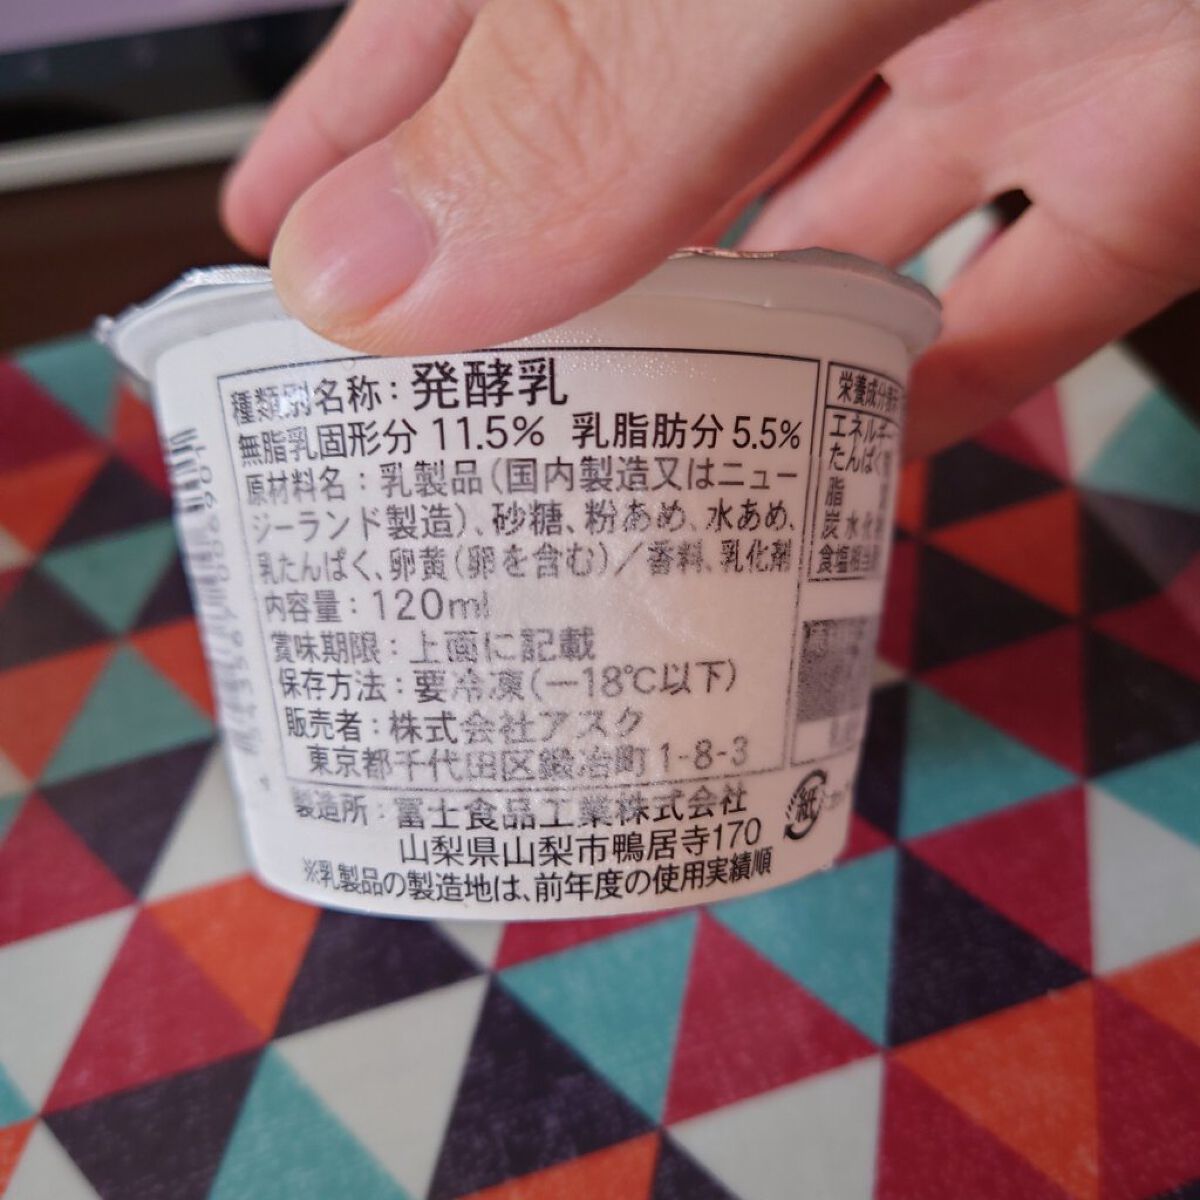 種類別名称：発酵乳
無脂乳固形分 11.5% 乳脂肪分 5.5%
原材料名：乳製品(国内製造又はニュー
ジーランド製造)、砂糖、粉あめ、水あめ、
乳たんぱく、卵黄(卵を含む)／香料、乳化剤
内容量：120ml
賞味期限：上面に記載
保存方法：要冷凍(－18℃以下)
販売者：株式会社アスク
東京都千代田区鍛冶町1-8-3
製造所：富士食品工業株式会社
山梨県山梨市鴨居寺170
※乳製品の製造地は、前年度の使用実績順
栄養成分表示
エネルギー
たんぱく
脂
炭水化
食塩相当
紙